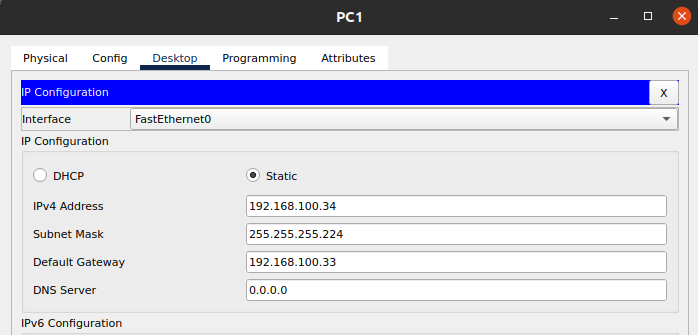 PC1
Physical Config Desktop Programming Attributes
IP Configuration X
Interface FastEthernet0
IP Configuration
DHCP Static
IPv4 Address 192.168.100.34
Subnet Mask 255.255.255.224
Default Gateway 192.168.100.33
DNS Server 0.0.0.0
IPv6 Configuration